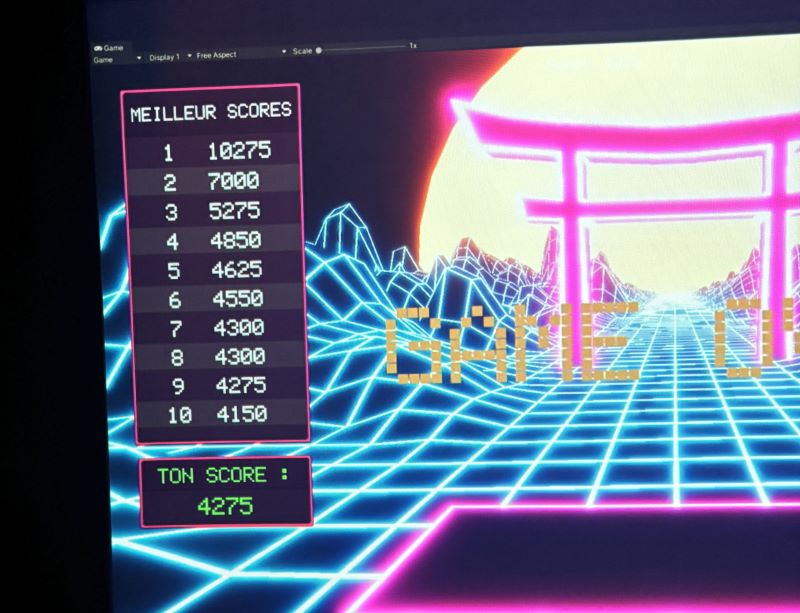 Game
Game Display 1 Free Aspect Scale 1x
MEILLEUR SCORES
1 10275
2 7000
3 5275
4 4850
5 4625
6 4550
7 4300
8 4300
9 4275
10 4150
TON SCORE :
4275
GAME